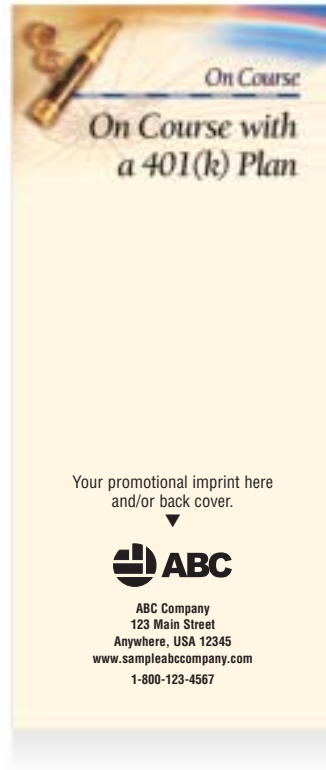 On Course
On Course with
a 401(k) Plan
Your promotional imprint here
and/or back cover.
ABC
ABC Company
123 Main Street
Anywhere, USA 12345
www.sampleabccompany.com
1-800-123-4567